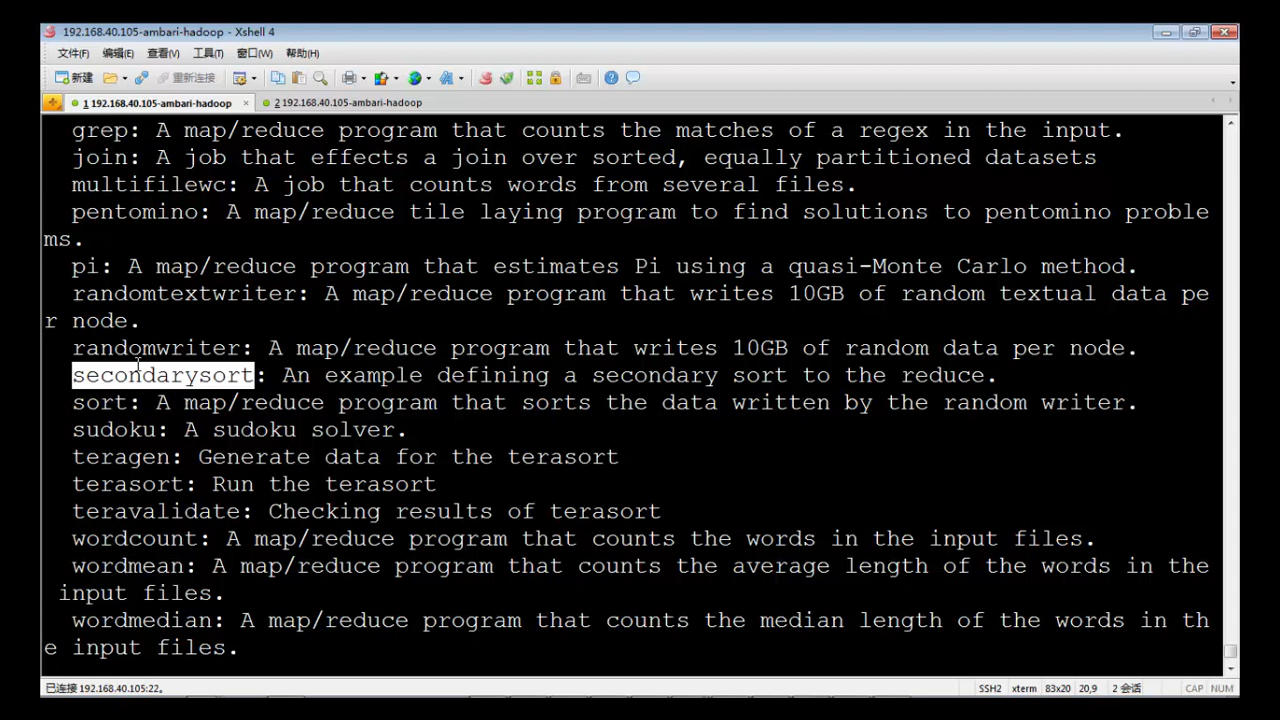 192.168.40.105-ambari-hadoop - Xshell 4
文件(F) 编辑(E) 查看(V) 工具(T) 窗口(W) 帮助(H)
新建 重新连接
1 192.168.40.105-ambari-hadoop × 2 192.168.40.105-ambari-hadoop
grep: A map/reduce program that counts the matches of a regex in the input.
join: A job that effects a join over sorted, equally partitioned datasets
multifilewc: A job that counts words from several files.
pentomino: A map/reduce tile laying program to find solutions to pentomino proble
ms.
pi: A map/reduce program that estimates Pi using a quasi-Monte Carlo method.
randomtextwriter: A map/reduce program that writes 10GB of random textual data pe
r node.
randomwriter: A map/reduce program that writes 10GB of random data per node.
secondarysort: An example defining a secondary sort to the reduce.
sort: A map/reduce program that sorts the data written by the random writer.
sudoku: A sudoku solver.
teragen: Generate data for the terasort
terasort: Run the terasort
teravalidate: Checking results of terasort
wordcount: A map/reduce program that counts the words in the input files.
wordmean: A map/reduce program that counts the average length of the words in the
input files.
wordmedian: A map/reduce program that counts the median length of the words in th
e input files.
已连接 192.168.40.105:22。 SSH2 xterm 83x20 20,9 2 会话 CAP NUM